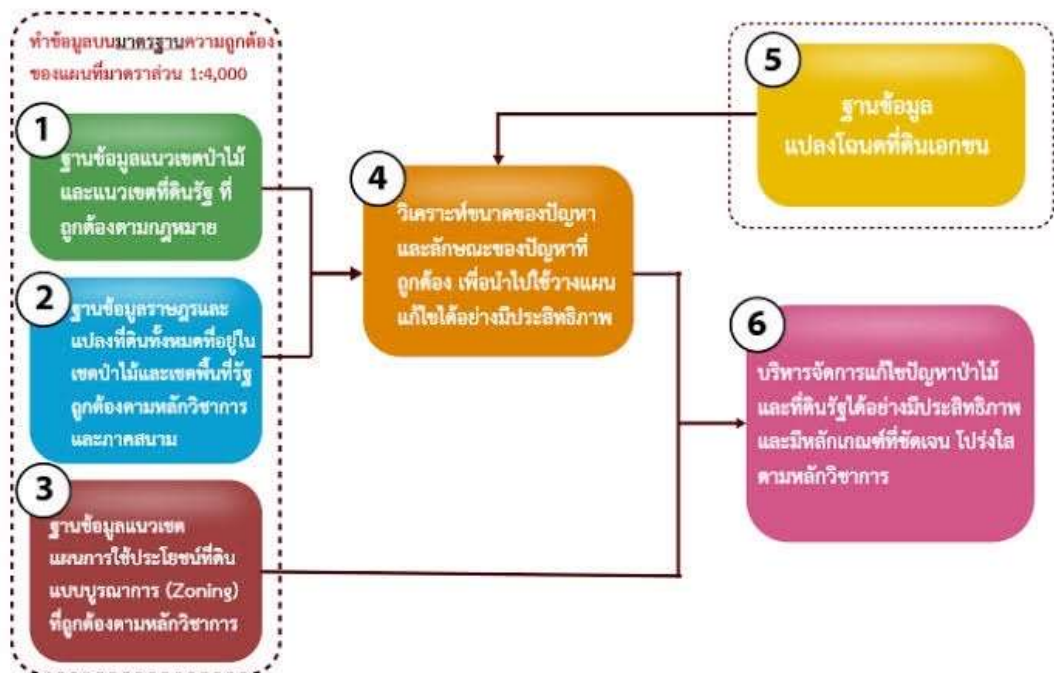 ทำข้อมูลบนมาตรฐานความถูกต้อง
ของแผนที่มาตราส่วน 1:4,000
1
ฐานข้อมูลแนวเขตป่าไม้
และแนวเขตที่ดินรัฐ ที่
ถูกต้องตามกฎหมาย
2
ฐานข้อมูลราษฎรและ
แปลงที่ดินทั้งหมดที่อยู่ใน
เขตป่าไม้และเขตพื้นที่รัฐ
ถูกต้องตามหลักวิชาการ
และภาคสนาม
3
ฐานข้อมูลแนวเขต
แผนการใช้ประโยชน์ที่ดิน
แบบบูรณาการ (Zoning)
ที่ถูกต้องตามหลักวิชาการ
4
วิเคราะห์ขนาดของปัญหา
และลักษณะของปัญหาที่
ถูกต้อง เพื่อนำไปใช้วางแผน
แก้ไขได้อย่างมีประสิทธิภาพ
5
ฐานข้อมูล
แปลงโฉนดที่ดินเอกชน
6
บริหารจัดการแก้ไขปัญหาป่าไม้
และที่ดินรัฐได้อย่างมีประสิทธิภาพ
และมีหลักเกณฑ์ที่ชัดเจน โปร่งใส
ตามหลักวิชาการ